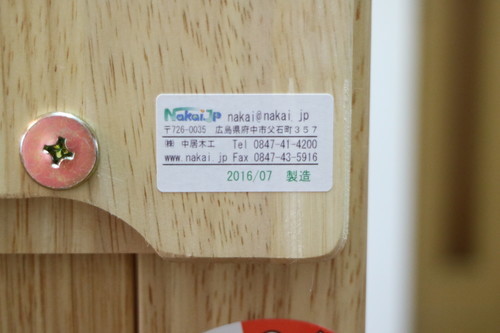 Nakai.Jp nakai@nakai.jp
〒726-0035 広島県府中市父石町357
㈱ 中居木工 Tel 0847-41-4200
www.nakai.jp Fax 0847-43-5916
2016/07 製造